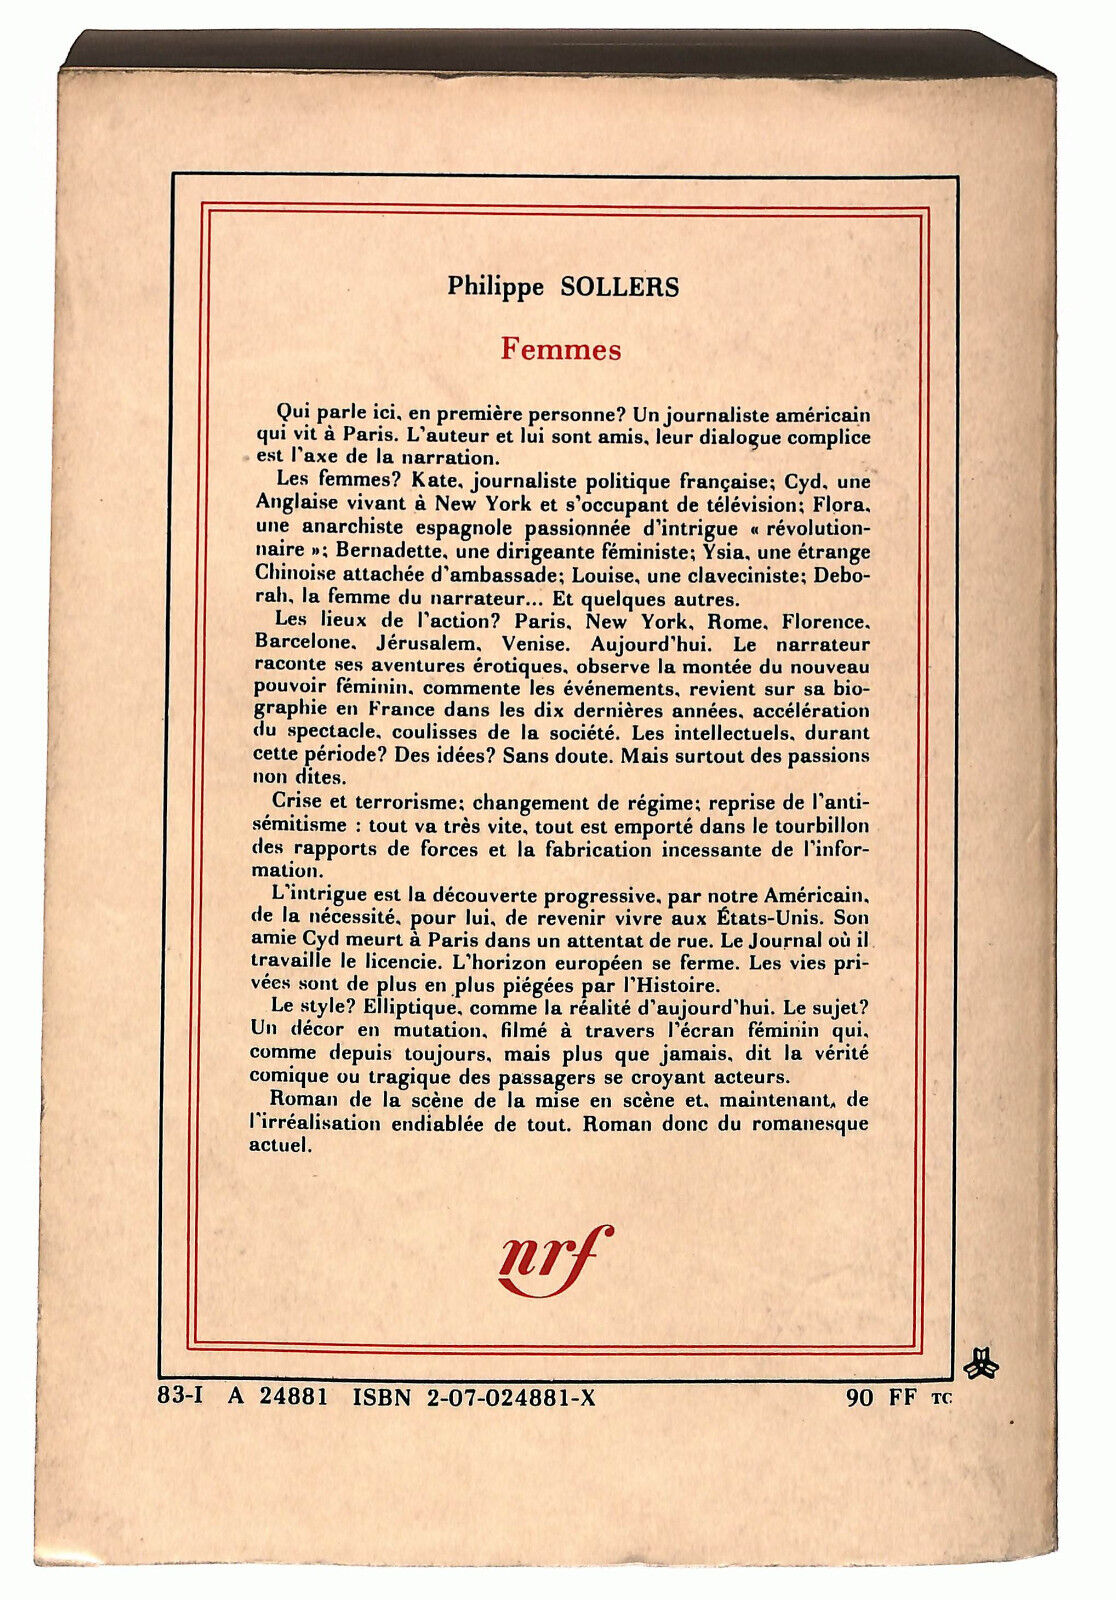 Philippe SOLLERS
Femmes
Qui parle ici, en première personne? Un journaliste américain
qui vit à Paris. L'auteur et lui sont amis, leur dialogue complice
est l'axe de la narration.
Les femmes? Kate, journaliste politique française; Cyd, une
Anglaise vivant à New York et s'occupant de télévision; Flora,
une anarchiste espagnole passionnée d'intrigue « révolution-
naire »; Bernadette, une dirigeante féministe; Ysia, une étrange
Chinoise attachée d'ambassade; Louise, une claveciniste; Debo-
rah, la femme du narrateur... Et quelques autres.
Les lieux de l'action? Paris, New York, Rome, Florence,
Barcelone, Jérusalem, Venise. Aujourd'hui. Le narrateur
raconte ses aventures érotiques, observe la montée du nouveau
pouvoir féminin, commente les événements, revient sur sa bio-
graphie en France dans les dix dernières années, accélération
du spectacle, coulisses de la société. Les intellectuels, durant
cette période? Des idées? Sans doute. Mais surtout des passions
non dites.
Crise et terrorisme; changement de régime; reprise de l'anti-
sémitisme : tout va très vite, tout est emporté dans le tourbillon
des rapports de forces et la fabrication incessante de l'infor-
mation.
L'intrigue est la découverte progressive, par notre Américain,
de la nécessité, pour lui, de revenir vivre aux États-Unis. Son
amie Cyd meurt à Paris dans un attentat de rue. Le Journal où il
travaille le licencie. L'horizon européen se ferme. Les vies pri-
vées sont de plus en plus piégées par l'Histoire.
Le style? Elliptique, comme la réalité d'aujourd'hui. Le sujet?
Un décor en mutation, filmé à travers l'écran féminin qui,
comme depuis toujours, mais plus que jamais, dit la vérité
comique ou tragique des passagers se croyant acteurs.
Roman de la scène de la mise en scène et, maintenant, de
l'irréalisation endiablée de tout. Roman donc du romanesque
actuel.
nrf
83-I A 24881 ISBN 2-07-024881-X 90 FF TC